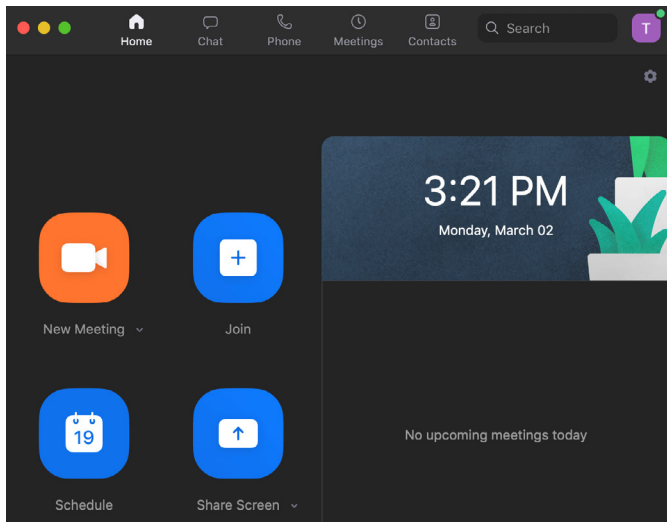 Home
Chat
Phone
Meetings
Contacts
Search
T
3:21 PM
Monday, March 02
New Meeting
Join
19
Schedule
Share Screen
No upcoming meetings today